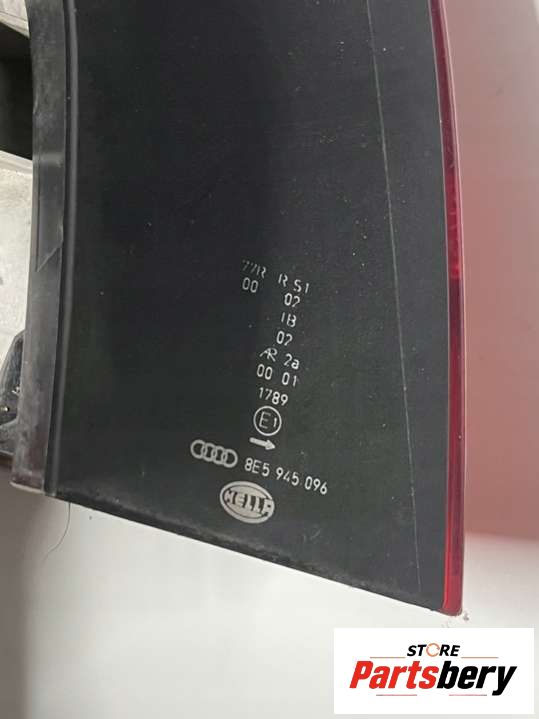 77R R S1
00 02
IB
02
AR 2a
00 01
1789
E1
8E5 945 096
HELLA
STORE
Partsbery